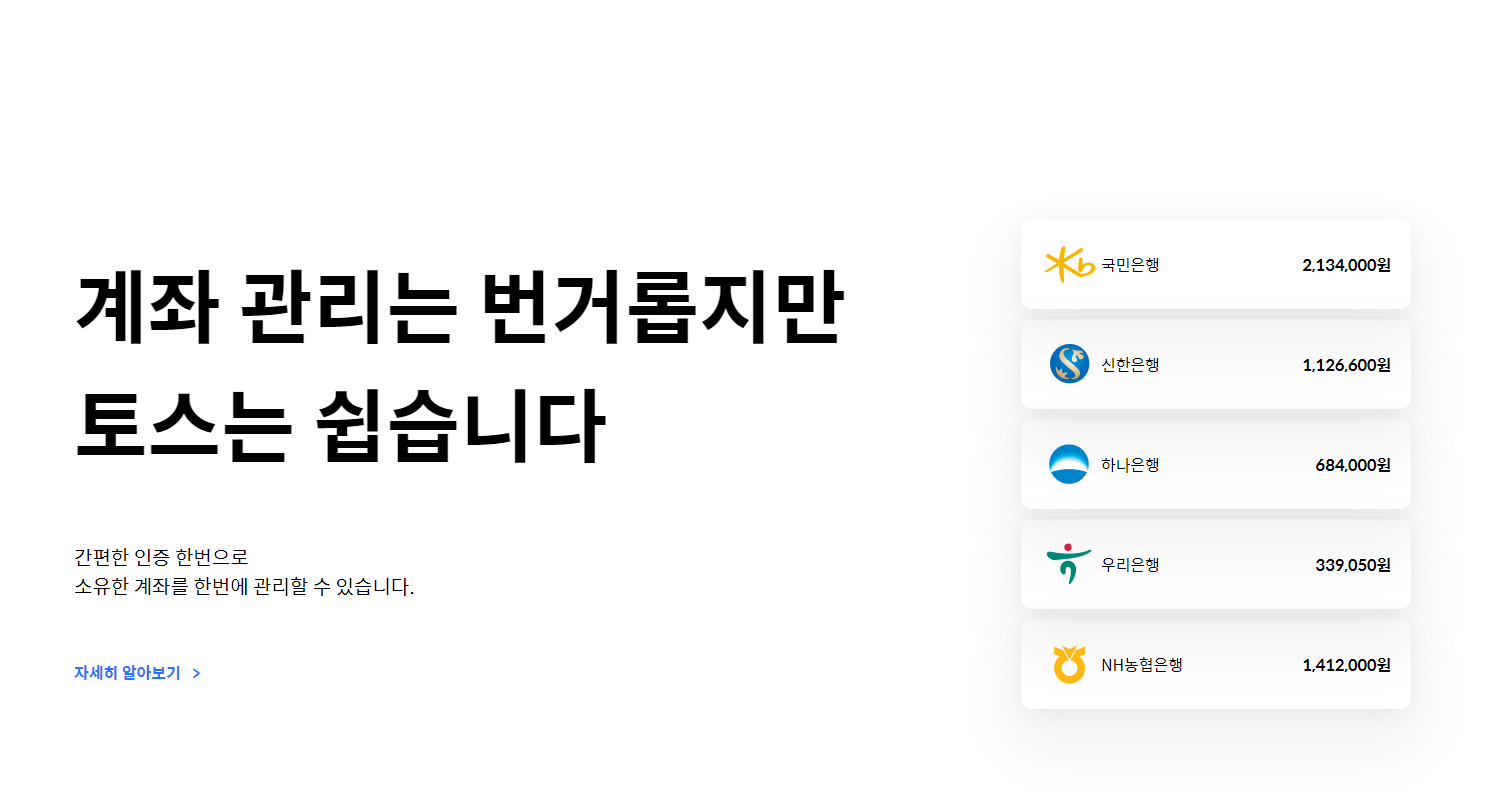 계좌 관리는 번거롭지만
토스는 쉽습니다
간편한 인증 한번으로
소유한 계좌를 한번에 관리할 수 있습니다.
자세히 알아보기 >
국민은행 2,134,000원
신한은행 1,126,600원
하나은행 684,000원
우리은행 339,050원
NH농협은행 1,412,000원